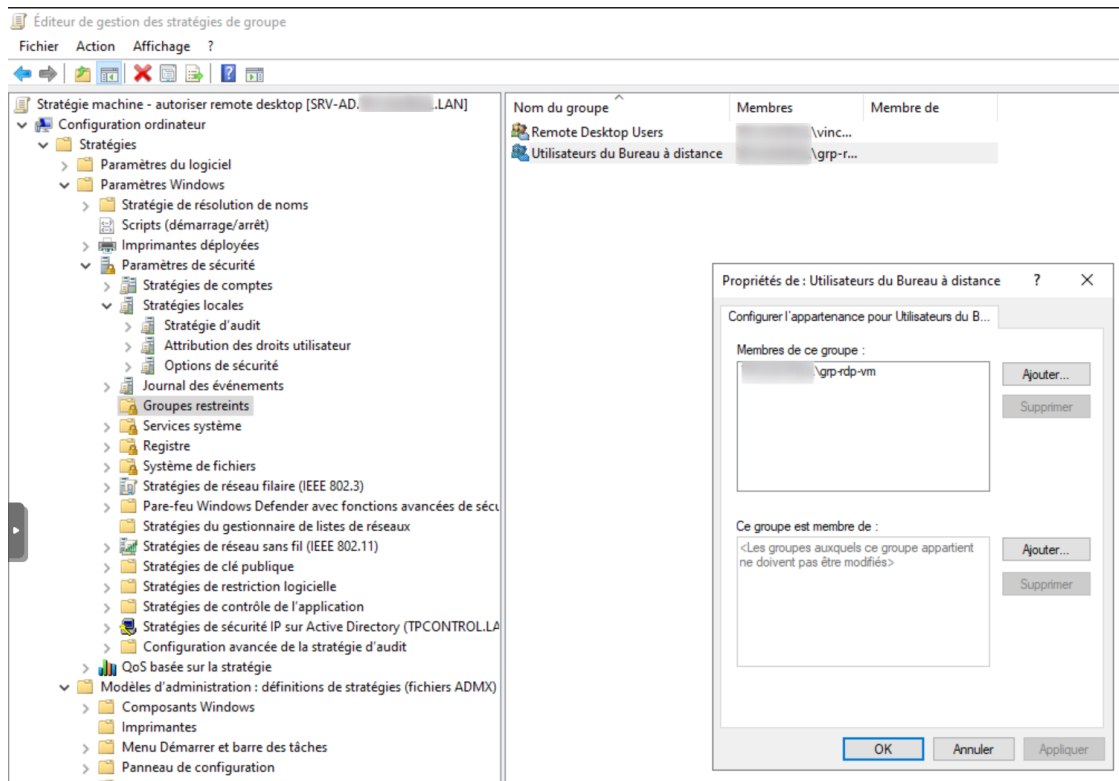 Éditeur de gestion des stratégies de groupe
Fichier Action Affichage ?
Stratégie machine - autoriser remote desktop [SRV-AD. .LAN]
Configuration ordinateur
Stratégies
Paramètres du logiciel
Paramètres Windows
Stratégie de résolution de noms
Scripts (démarrage/arrêt)
Imprimantes déployées
Paramètres de sécurité
Stratégies de comptes
Stratégies locales
Stratégie d'audit
Attribution des droits utilisateur
Options de sécurité
Journal des événements
Groupes restreints
Services système
Registre
Système de fichiers
Stratégies de réseau filaire (IEEE 802.3)
Pare-feu Windows Defender avec fonctions avancées de sécu
Stratégies du gestionnaire de listes de réseaux
Stratégies de réseau sans fil (IEEE 802.11)
Stratégies de clé publique
Stratégies de restriction logicielle
Stratégies de contrôle de l'application
Stratégies de sécurité IP sur Active Directory (TPCONTROL.LA
Configuration avancée de la stratégie d'audit
QoS basée sur la stratégie
Modèles d'administration : définitions de stratégies (fichiers ADMX)
Composants Windows
Imprimantes
Menu Démarrer et barre des tâches
Panneau de configuration
Nom du groupe Membres Membre de
Remote Desktop Users \vinc...
Utilisateurs du Bureau à distance \grp-r...
Propriétés de : Utilisateurs du Bureau à distance ?
Configurer l'appartenance pour Utilisateurs du B...
Membres de ce groupe :
\grp-rdp-vm
Ajouter...
Supprimer
Ce groupe est membre de :
<Les groupes auxquels ce groupe appartient
ne doivent pas être modifiés>
Ajouter...
Supprimer
OK Annuler Appliquer